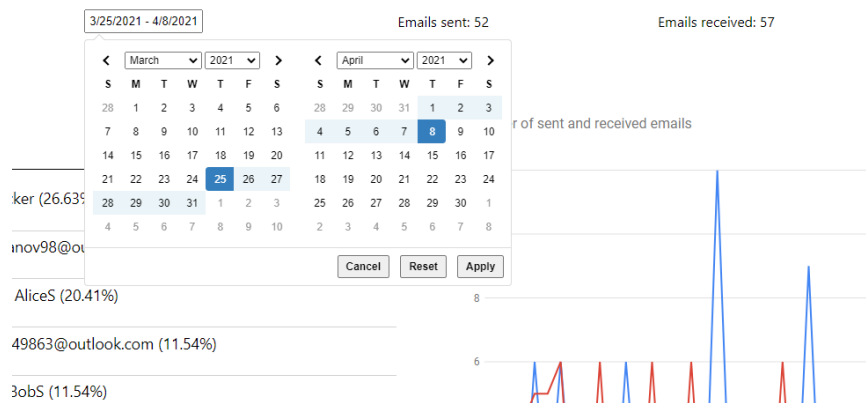 3/25/2021 - 4/8/2021 Emails sent: 52 Emails received: 57
March 2021 April 2021
S M T W T F S S M T W T F S
28 1 2 3 4 5 6 28 29 30 31 1 2 3
7 8 9 10 11 12 13 4 5 6 7 8 9 10
r of sent and received emails
14 15 16 17 18 19 20 11 12 13 14 15 16 17
21 22 23 24 25 26 27 18 19 20 21 22 23 24
ker (26.63%
28 29 30 31 1 2 3 25 26 27 28 29 30 1
4 5 6 7 8 9 10 2 3 4 5 6 7 8
anov98@ou
Cancel Reset Apply
AliceS (20.41%)
8
49863@outlook.com (11.54%)
6
BobS (11.54%)